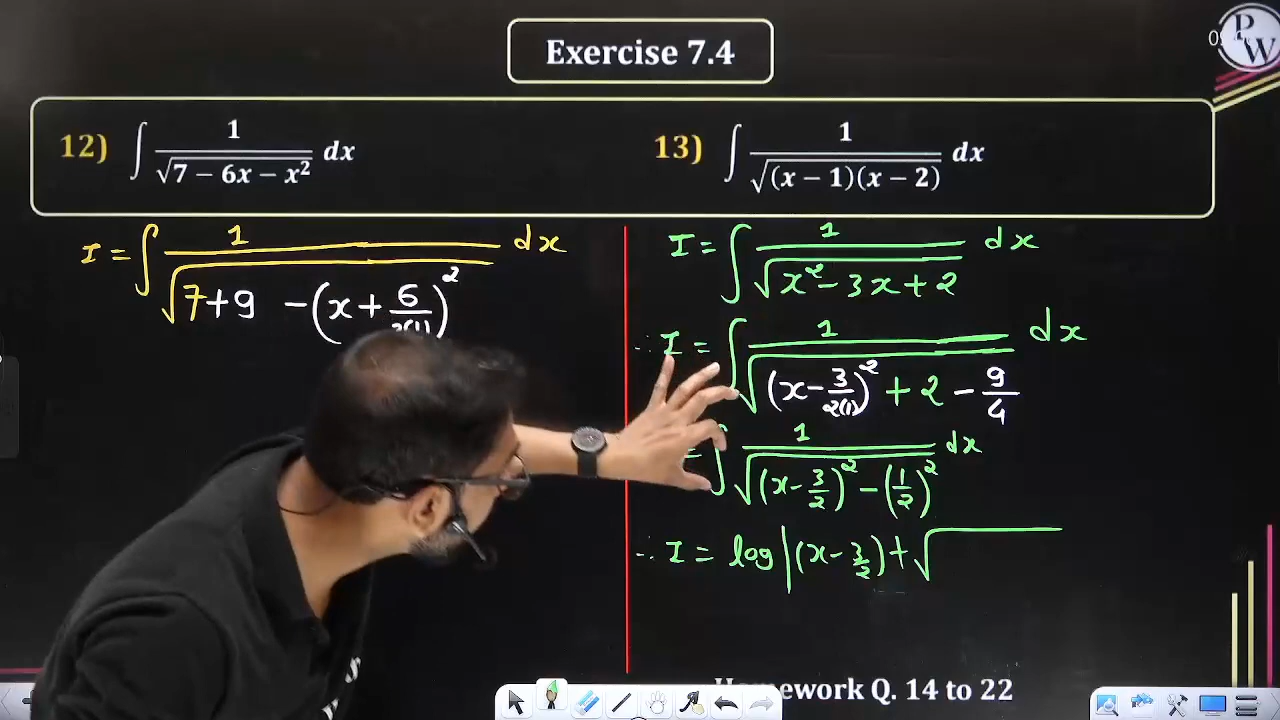 Exercise 7.4
PW
12) ∫ 1/√(7 − 6x − x²) dx
13) ∫ 1/√((x − 1)(x − 2)) dx
I = ∫ 1/√(7 + 9 − (x + 6/2(1))²) dx
I = ∫ 1/√(x² − 3x + 2) dx
∴ I = ∫ 1/√((x − 3/2(1))² + 2 − 9/4) dx
= ∫ 1/√((x − 3/2)² − (1/2)²) dx
∴ I = log|(x − 3/2) + √
Q. 14 to 22